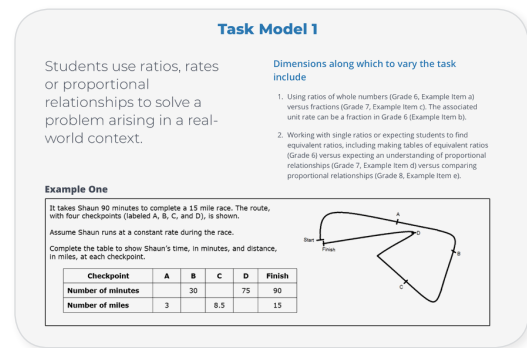 Task Model 1
Students use ratios, rates
or proportional
relationships to solve a
problem arising in a real-
world context.
Dimensions along which to vary the task
include
1. Using ratios of whole numbers (Grade 6, Example Item a)
versus fractions (Grade 7, Example Item c). The associated
unit rate can be a fraction in Grade 6 (Example Item b).
2. Working with single ratios or expecting students to find
equivalent ratios, including making tables of equivalent ratios
(Grade 6) versus expecting an understanding of proportional
relationships (Grade 7, Example Item d) versus comparing
proportional relationships (Grade 8, Example Item e).
Example One
It takes Shaun 90 minutes to complete a 15 mile race. The route,
with four checkpoints (labeled A, B, C, and D), is shown.
Assume Shaun runs at a constant rate during the race.
Complete the table to show Shaun's time, in minutes, and distance,
in miles, at each checkpoint.
Checkpoint A B C D Finish
Number of minutes 30 75 90
Number of miles 3 8.5 15
A
Start
D
Finish
B
C